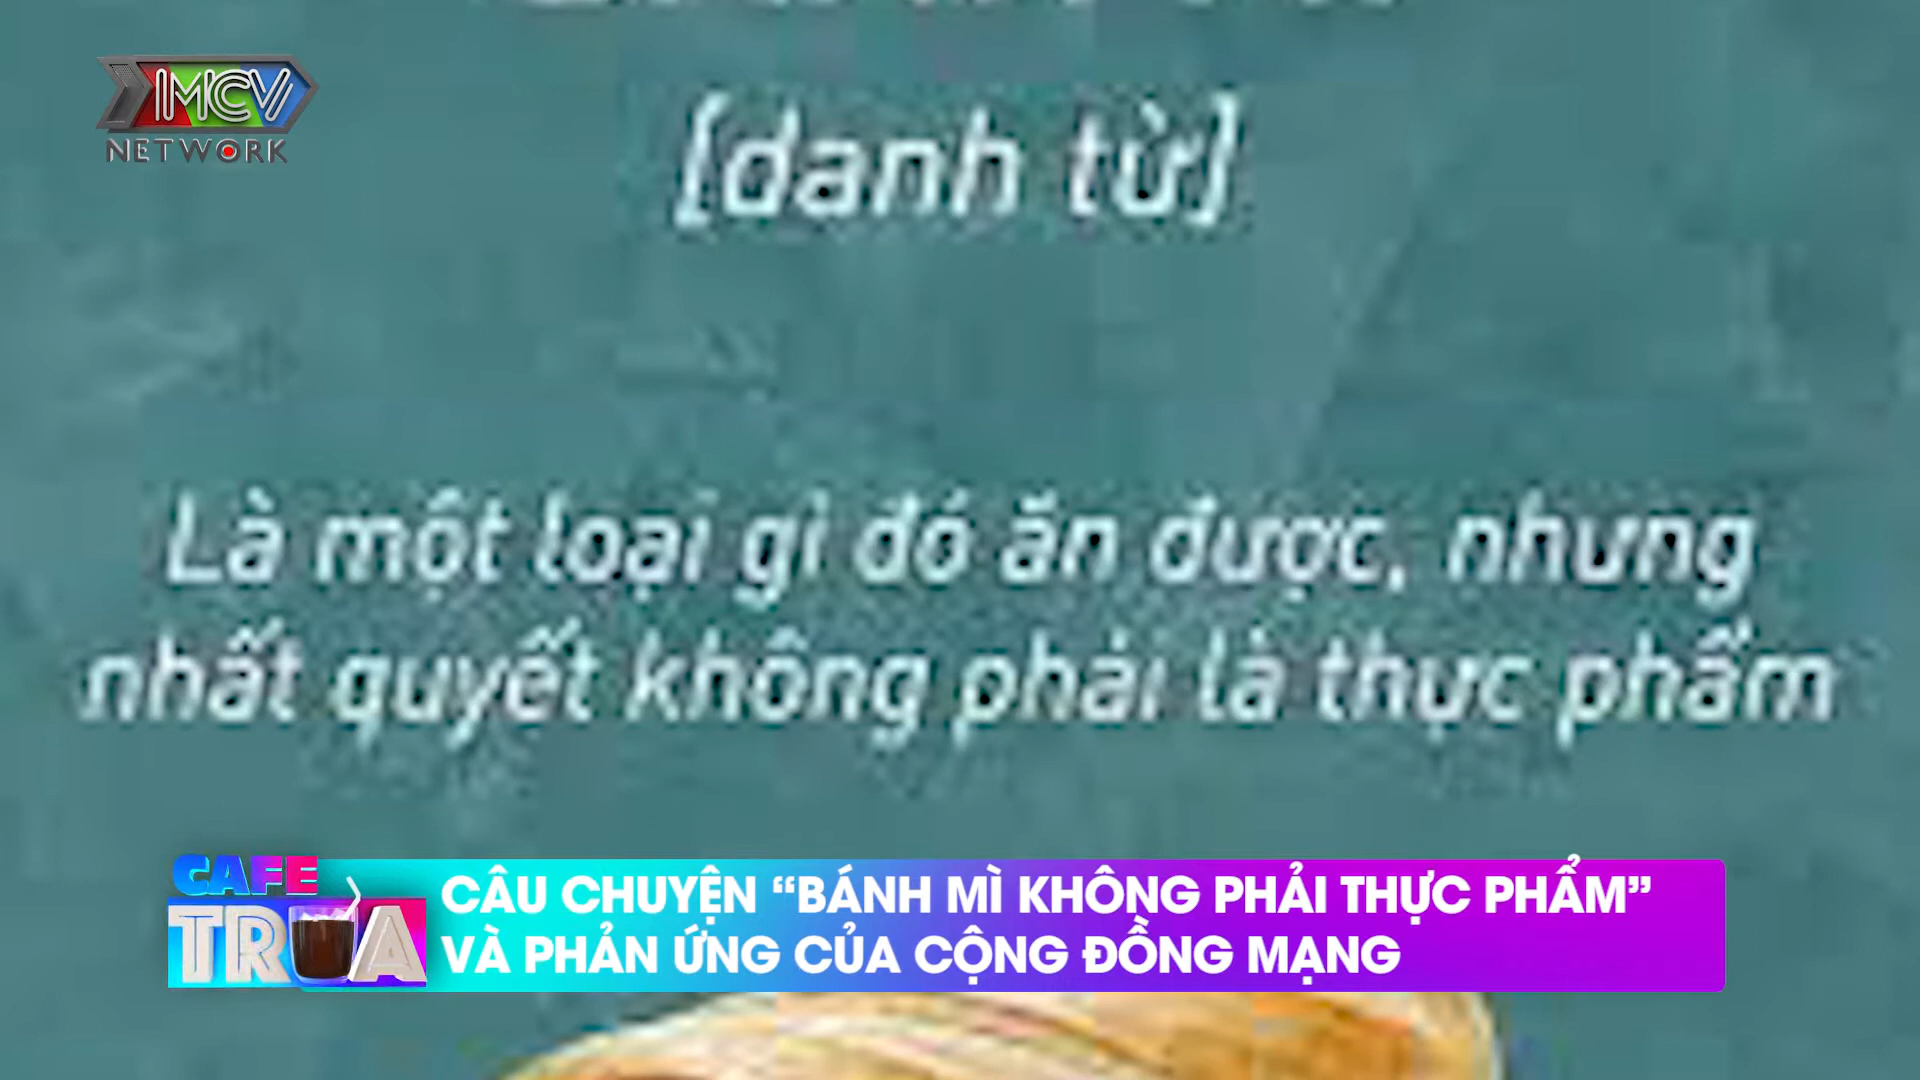 MCV
NETWORK
[danh từ]
Là một loại gì đó ăn được, nhưng
nhất quyết không phải là thực phẩm
CAFE
TRƯA
CÂU CHUYỆN “BÁNH MÌ KHÔNG PHẢI THỰC PHẨM”
VÀ PHẢN ỨNG CỦA CỘNG ĐỒNG MẠNG